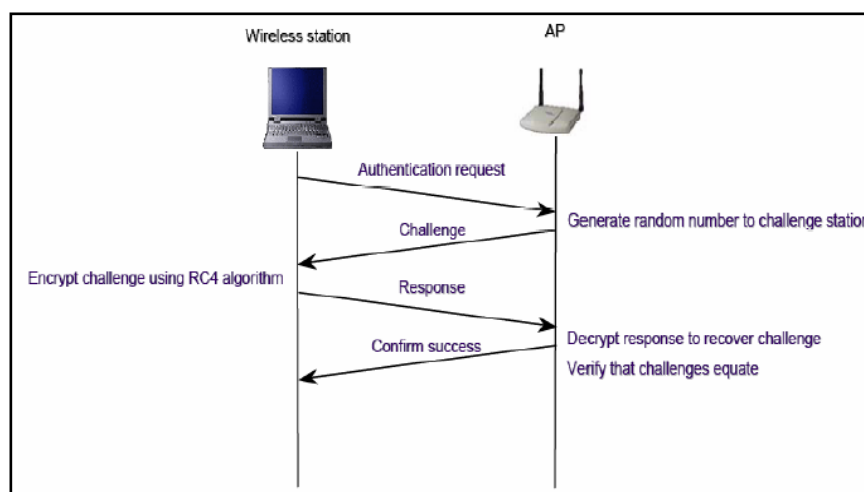 Wireless station
AP
Authentication request
Generate random number to challenge station
Challenge
Encrypt challenge using RC4 algorithm
Response
Decrypt response to recover challenge
Confirm success
Verify that challenges equate